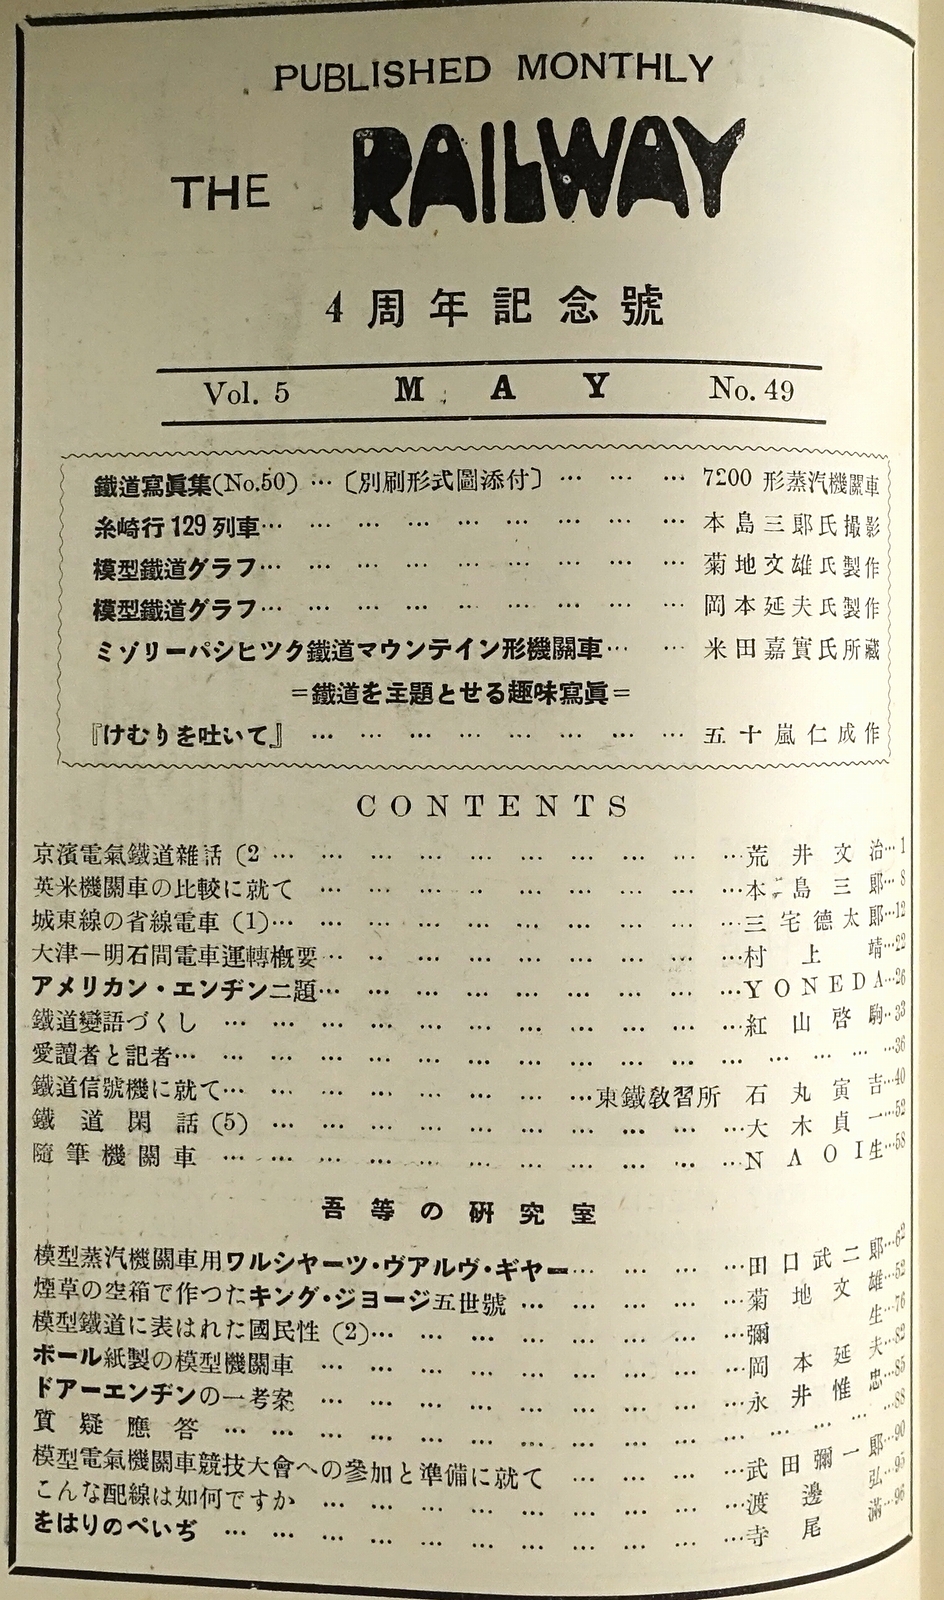 PUBLISHED MONTHLY
THE RAILWAY
4周年記念號
Vol. 5 MAY No. 49
鐵道寫眞集(No.50) … 〔別刷形式圖添付〕 … … … 7200 形蒸汽機關車
糸崎行129列車… … … … … … … … … 本島三郞氏撮影
模型鐵道グラフ… … … … … … … … … 菊地文雄氏製作
模型鐵道グラフ… … … … … … … … … 岡本延夫氏製作
ミゾリーパシヒツク鐵道マウンテイン形機關車… … 米田嘉實氏所藏
=鐵道を主題とせる趣味寫眞=
『けむりを吐いて』 … … … … … … … … 五十嵐仁成作
CONTENTS
京濱電氣鐵道雜話 (2 … … … … … … … … … …荒井文治…1
英米機關車の比較に就て … … … … … … … … …本島三郞…8
城東線の省線電車 (1)… … … … … … … … … …三宅德太郞…12
大津—明石間電車運轉槪要… … … … … … … … …村上靖…22
アメリカン・エンヂン二題… … … … … … … … …YONEDA…26
鐵道變語づくし … … … … … … … … … … …紅山啓駒…33
愛讀者と記者… … … … … … … … … … … … … … …36
鐵道信號機に就て… … … … … … … …東鐵敎習所 石丸寅吉…40
鐵道閑話(5) … … … … … … … … … …大木貞一…52
隨筆機關車 … … … … … … … … … … …NAOI生…58
吾等の硏究室
模型蒸汽機關車用ワルシャーツ・ヴアルヴ・ギヤー… … … …田口武二郞…62
煙草の空箱で作つたキング・ジョージ五世號 … … … … …菊地文雄…52
模型鐵道に表はれた國民性 (2)… … … … … … … …彌生…76
ボール紙製の模型機關車 … … … … … … … … …岡本延夫…82
ドアーエンヂンの一考案 … … … … … … … … …永井惟忠…85
質疑應答 … … … … … … … … … … … … … …88
模型電氣機關車競技大會への參加と準備に就て … … … …武田彌一郞…90
こんな配線は如何ですか … … … … … … … … …渡邊弘…95
をはりのぺいぢ … … … … … … … … … … …寺尾滿…96